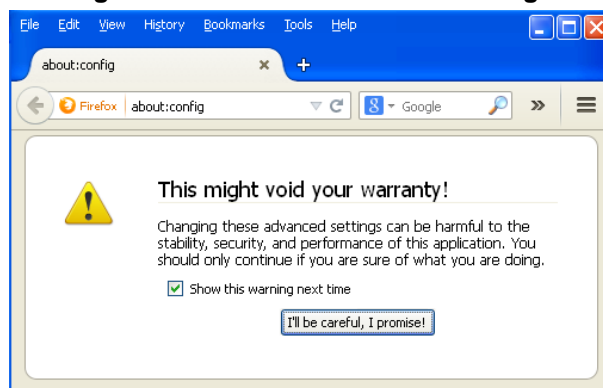 File Edit View History Bookmarks Tools Help
about:config
Firefox about:config Google
This might void your warranty!
Changing these advanced settings can be harmful to the
stability, security, and performance of this application. You
should only continue if you are sure of what you are doing.
Show this warning next time
I'll be careful, I promise!